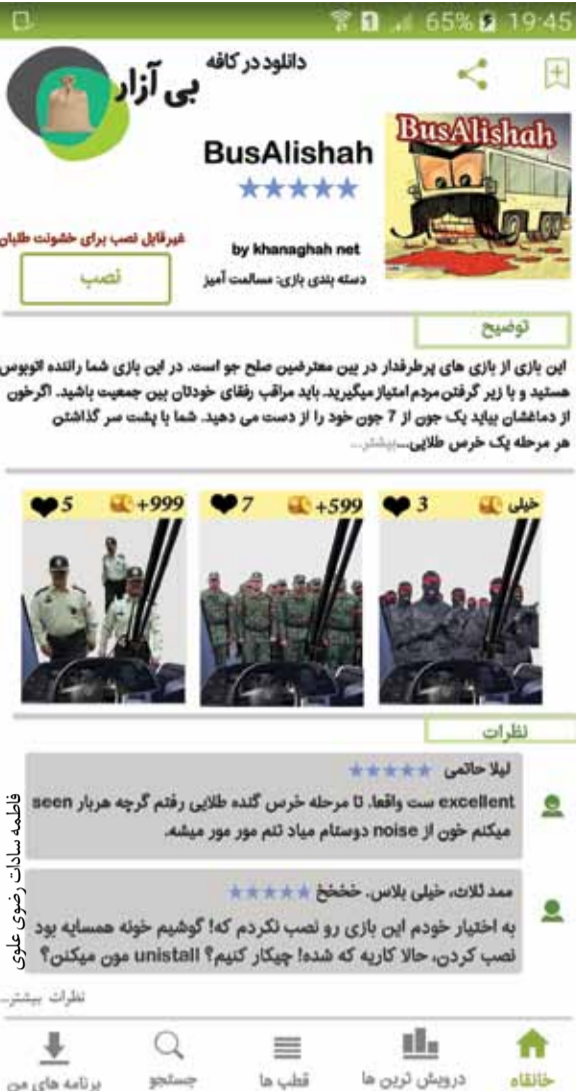 65% 19:45
دانلود در کافه
بی آزار
BusAlishah
BusAlishah
by khanaghah net
دسته بندی بازی: مسالمت آمیز
غیرقابل نصب برای خشونت طلبان
نصب
توضیح
این بازی از بازی های پرطرفدار در بین معترضین صلح جو است. در این بازی شما راننده اتوبوس
هستید و با زیر گرفتن مردم امتیاز میگیرید. باید مراقب رفقای خودتان بین جمعیت باشید. اگرخون
از دماغشان بیاید یک جون از 7 جون خود را از دست می دهید. شما با پشت سر گذاشتن
هر مرحله یک خرس طلایی...بیشتر...
5 +999
7 +599
3 خیلی
نظرات
لیلا حاتمی
excellent ست واقعا. تا مرحله خرس گنده طلایی رفتم گرچه هربار seen
میکنم خون از noise دوستام میاد تنم مور مور میشه.
ممد ثلاث، خیلی پلاس. خخخخ
به اختیار خودم این بازی رو نصب نکردم که! گوشیم خونه همسایه بود
نصب کردن، حالا کاریه که شده! چیکار کنیم؟ unistall مون میکنن؟
نظرات بیشتر...
فاطمه سادات رضوی علوی
خانقاه
درویش ترین ها
قطب ها
جستجو
برنامه های من